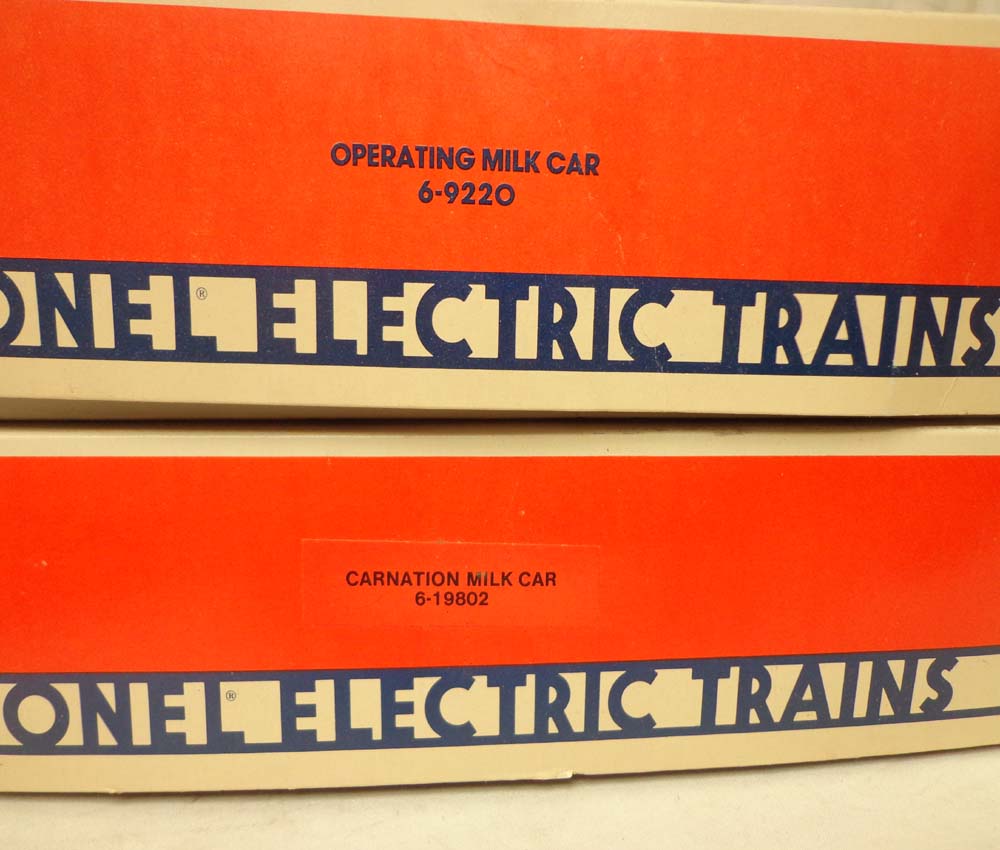 OPERATING MILK CAR
6-9220
ONEL® ELECTRIC TRAINS
CARNATION MILK CAR
6-19802
ONEL® ELECTRIC TRAINS